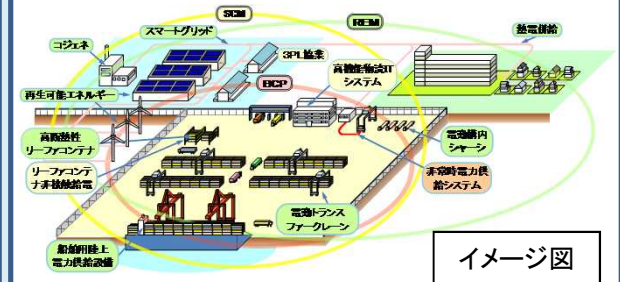 SCM
REM
スマートグリッド
熱電併給
コジェネ
3PL協業
高機能物流IT
システム
BCP
再生可能エネルギー
高断熱性
リーファコンテナ
電動構内
シャーシ
リーファコンテ
ナ非接触給電
非常時電力供
給システム
電動トランス
ファークレーン
船舶用陸上
電力供給設備
イメージ図